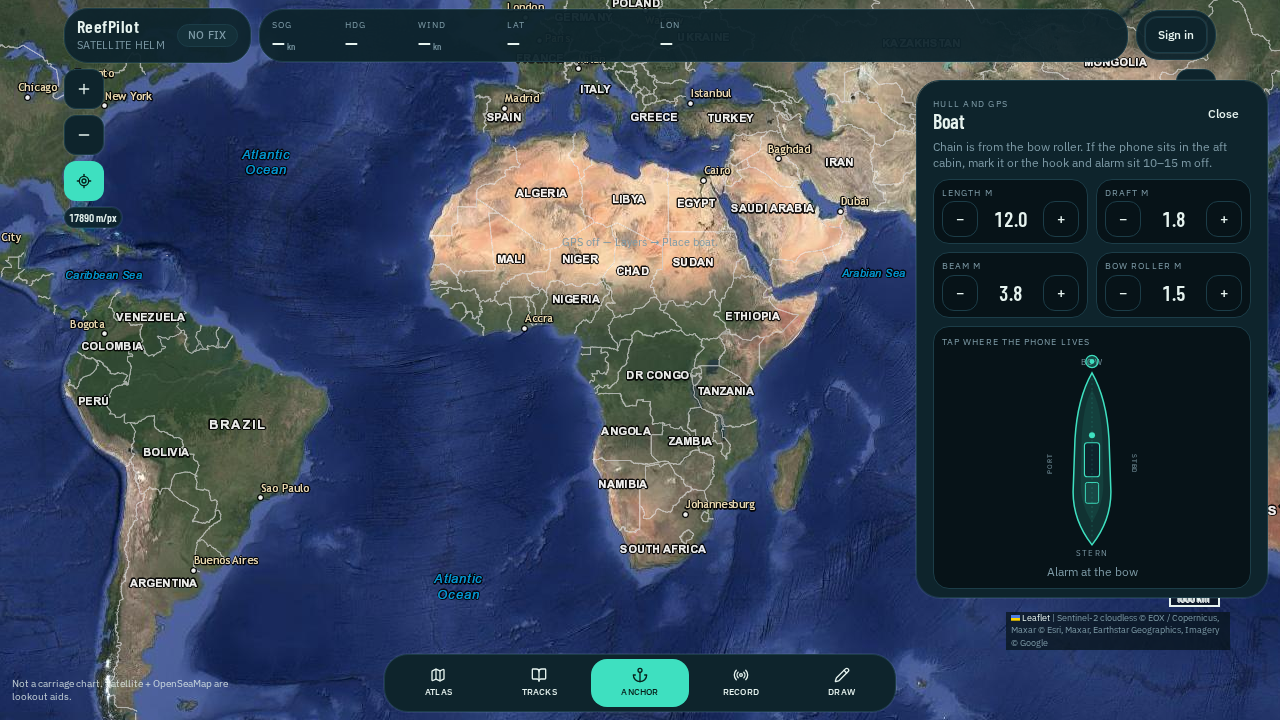 ReefPilot
SATELLITE HELM
NO FIX
SOG
— kn
HDG
—
WIND
— kn
LAT
—
LON
—
Sign in
London
POLAND
GERMANY
UKRAINE
KAZAKHSTAN
FRANCE
MONGOLIA
Chicago
New York
+
−
17890 m/px
City
Madrid
SPAIN
ITALY
Istanbul
GREECE
TURKEY
Atlantic
Ocean
Baghdad
IRAN
Cairo
ALGERIA
LIBYA
EGYPT
SAUDI ARABIA
Dubai
GPS off — Layers → Place boat
MALI
NIGER
CHAD
SUDAN
Caribbean Sea
Arabian Sea
NIGERIA
Accra
ETHIOPIA
VENEZUELA
Bogota
COLOMBIA
DR CONGO
TANZANIA
PERÚ
BRAZIL
ANGOLA
ZAMBIA
BOLIVIA
NAMIBIA
Sao Paulo
Johannesburg
SOUTH AFRICA
Buenos Aires
ARGENTINA
Atlantic
Ocean
HULL AND GPS
Boat
Close
Chain is from the bow roller. If the phone sits in the aft
cabin, mark it or the hook and alarm sit 10–15 m off.
LENGTH M
− 12.0 +
DRAFT M
− 1.8 +
BEAM M
− 3.8 +
BOW ROLLER M
− 1.5 +
TAP WHERE THE PHONE LIVES
BOW
PORT
STBD
STERN
Alarm at the bow
1000 km
Leaflet | Sentinel-2 cloudless © EOX / Copernicus,
Maxar © Esri, Maxar, Earthstar Geographics, Imagery
© Google
Not a carriage chart. Satellite + OpenSeaMap are
lookout aids.
ATLAS
TRACKS
ANCHOR
RECORD
DRAW